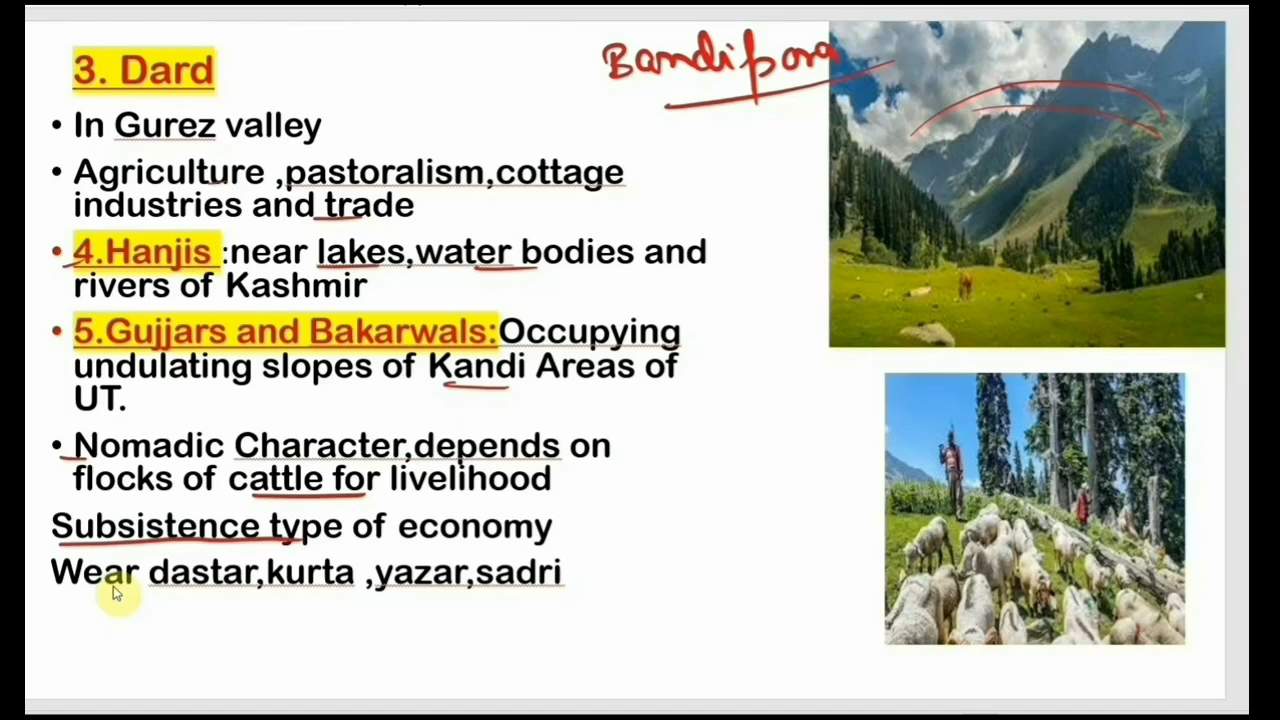 3. Dard
Bandipora
• In Gurez valley
• Agriculture ,pastoralism,cottage
industries and trade
• 4.Hanjis :near lakes,water bodies and
rivers of Kashmir
• 5.Gujjars and Bakarwals:Occupying
undulating slopes of Kandi Areas of
UT.
• Nomadic Character,depends on
flocks of cattle for livelihood
Subsistence type of economy
Wear dastar,kurta ,yazar,sadri